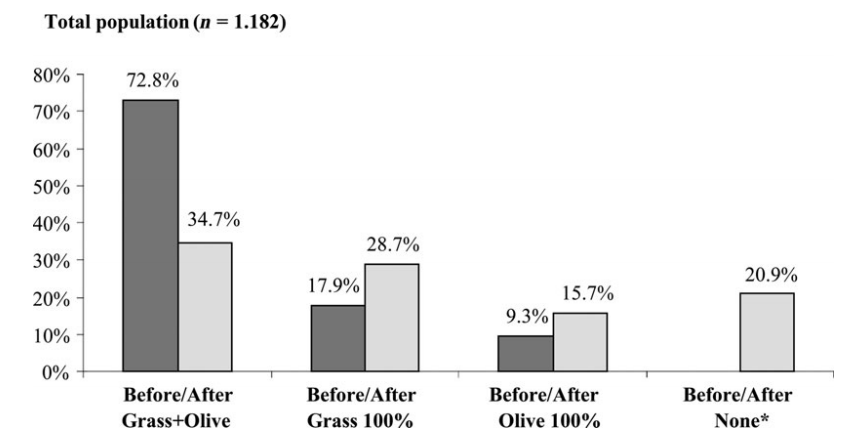 Total population (n = 1.182)
80%
70%
60%
50%
40%
30%
20%
10%
0%
72.8%
34.7%
17.9%
28.7%
9.3%
15.7%
20.9%
Before/After
Grass+Olive
Before/After
Grass 100%
Before/After
Olive 100%
Before/After
None*